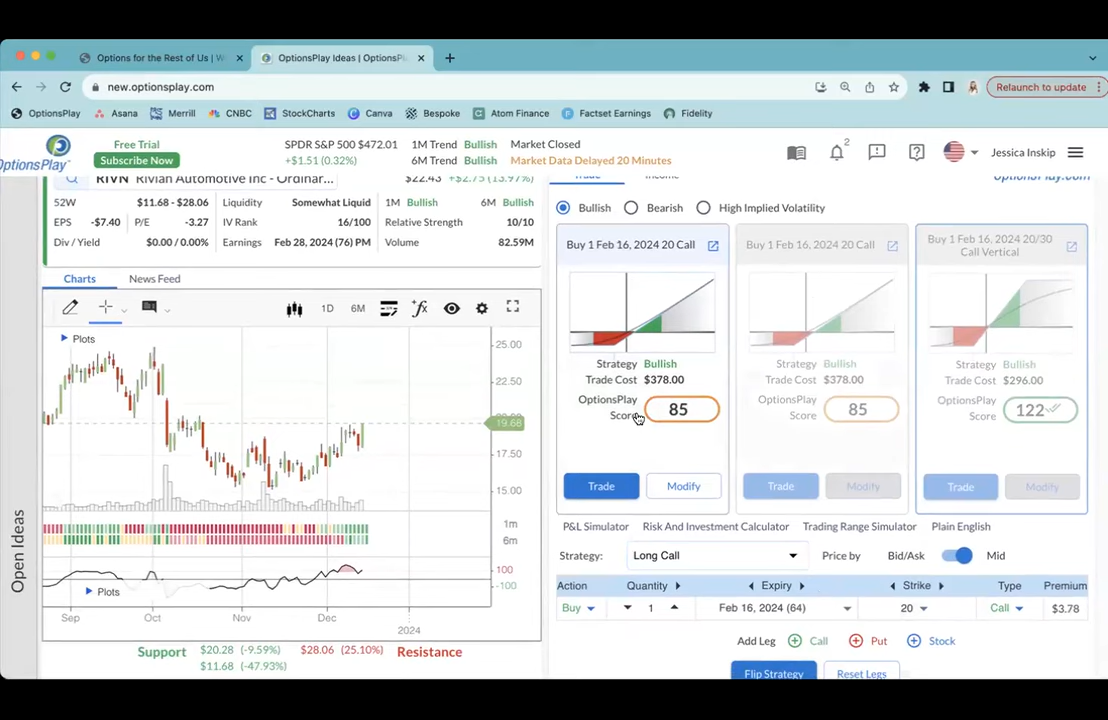 Options for the Rest of Us | W
OptionsPlay Ideas | OptionsPl
new.optionsplay.com
Relaunch to update
OptionsPlay
Asana
Merrill
CNBC
StockCharts
Canva
Bespoke
Atom Finance
Factset Earnings
Fidelity
OptionsPlay
Free Trial
Subscribe Now
SPDR S&P 500 $472.01
+$1.51 (0.32%)
1M Trend Bullish
6M Trend Bullish
Market Closed
Market Data Delayed 20 Minutes
2
Jessica Inskip
RIVN Rivian Automotive Inc - Ordinar...
$22.43 +$2.75 (13.97%)
52W $11.68 - $28.06
Liquidity Somewhat Liquid
1M Bullish 6M Bullish
EPS -$7.40 P/E -3.27
IV Rank 16/100
Relative Strength 10/10
Div / Yield $0.00 / 0.00%
Earnings Feb 28, 2024 (76) PM
Volume 82.59M
Charts
News Feed
1D
6M
Plots
25.00
22.50
19.68
17.50
15.00
1m
6m
100
-100
Plots
Sep Oct Nov Dec
2024
Support
$20.28 (-9.59%)
$11.68 (-47.93%)
$28.06 (25.10%)
Resistance
Open Ideas
Trade
Income
optionsplay.com
Bullish
Bearish
High Implied Volatility
Buy 1 Feb 16, 2024 20 Call
Strategy Bullish
Trade Cost $378.00
OptionsPlay
Score
85
Trade
Modify
Buy 1 Feb 16, 2024 20 Call
Strategy Bullish
Trade Cost $378.00
OptionsPlay
Score
85
Trade
Modify
Buy 1 Feb 16, 2024 20/30
Call Vertical
Strategy Bullish
Trade Cost $296.00
OptionsPlay
Score
122
Trade
Modify
P&L Simulator
Risk And Investment Calculator
Trading Range Simulator
Plain English
Strategy:
Long Call
Price by
Bid/Ask
Mid
Action Quantity Expiry Strike Type Premium
Buy 1 Feb 16, 2024 (64) 20 Call $3.78
Add Leg
Call
Put
Stock
Flip Strategy
Reset Legs